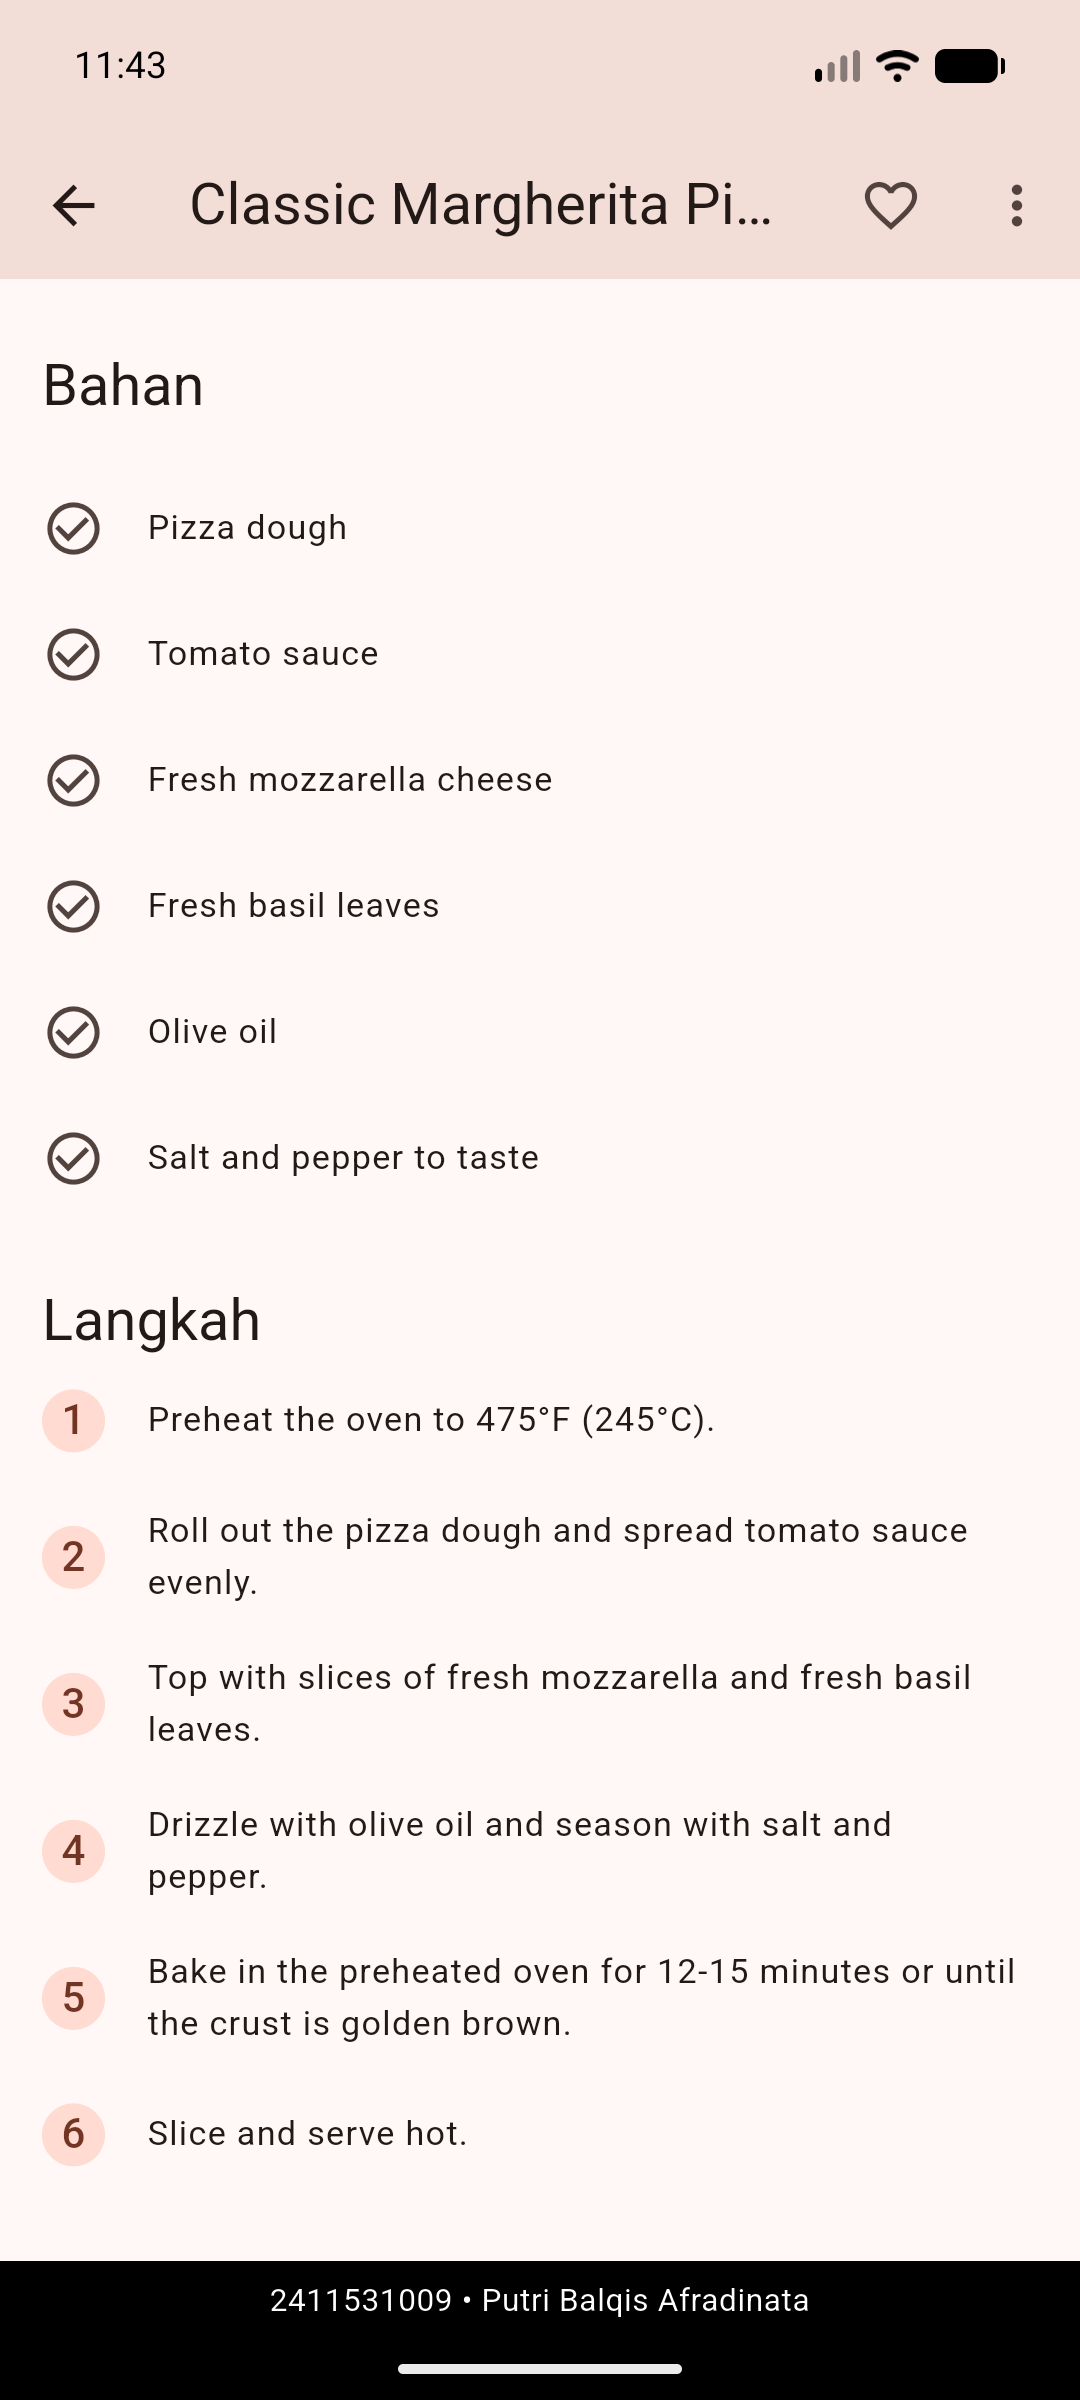 11:43
Classic Margherita Pi...
Bahan
Pizza dough
Tomato sauce
Fresh mozzarella cheese
Fresh basil leaves
Olive oil
Salt and pepper to taste
Langkah
1 Preheat the oven to 475°F (245°C).
2 Roll out the pizza dough and spread tomato sauce
evenly.
3 Top with slices of fresh mozzarella and fresh basil
leaves.
4 Drizzle with olive oil and season with salt and
pepper.
5 Bake in the preheated oven for 12-15 minutes or until
the crust is golden brown.
6 Slice and serve hot.
2411531009 • Putri Balqis Afradinata